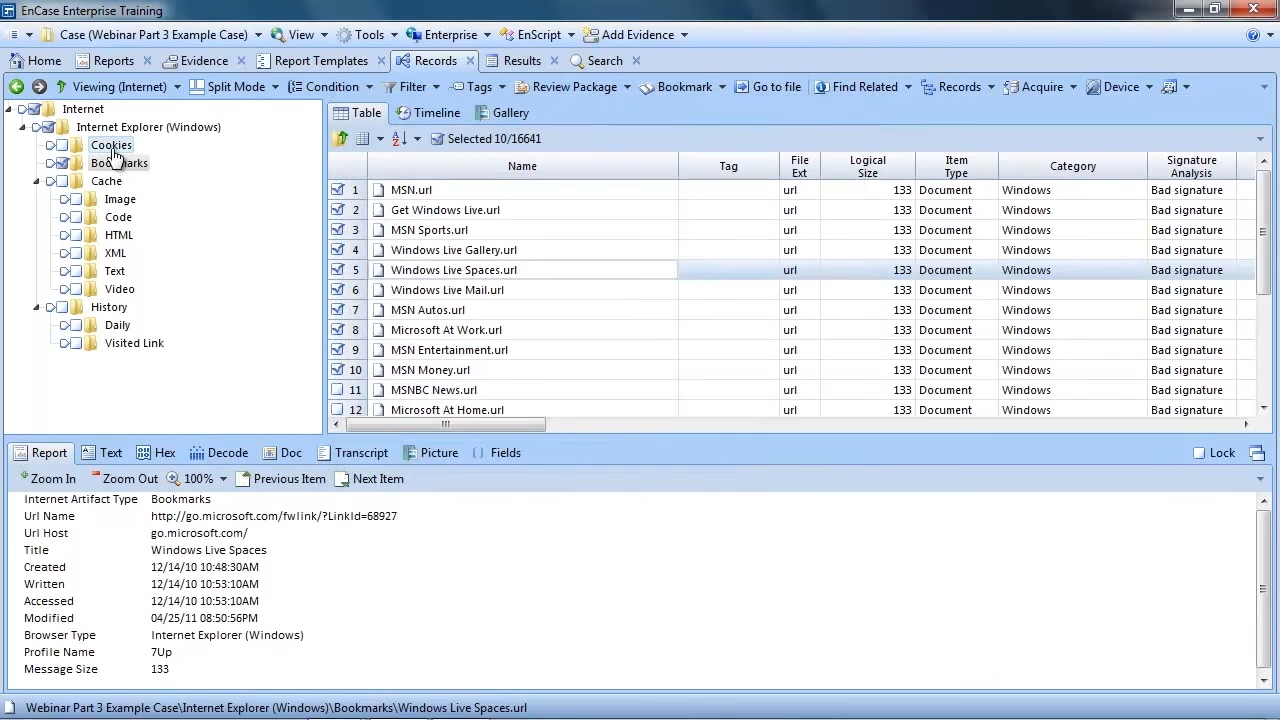 EnCase Enterprise Training
Case (Webinar Part 3 Example Case) View Tools Enterprise EnScript Add Evidence
Home Reports Evidence Report Templates Records Results Search
Viewing (Internet) Split Mode Condition Filter Tags Review Package Bookmark Go to file Find Related Records Acquire Device
Internet
Internet Explorer (Windows)
Cookies
Bookmarks
Cache
Image
Code
HTML
XML
Text
Video
History
Daily
Visited Link
Table Timeline Gallery
Selected 10/16641
Name Tag File Ext Logical Size Item Type Category Signature Analysis
1 MSN.url url 133 Document Windows Bad signature
2 Get Windows Live.url url 133 Document Windows Bad signature
3 MSN Sports.url url 133 Document Windows Bad signature
4 Windows Live Gallery.url url 133 Document Windows Bad signature
5 Windows Live Spaces.url url 133 Document Windows Bad signature
6 Windows Live Mail.url url 133 Document Windows Bad signature
7 MSN Autos.url url 133 Document Windows Bad signature
8 Microsoft At Work.url url 133 Document Windows Bad signature
9 MSN Entertainment.url url 133 Document Windows Bad signature
10 MSN Money.url url 133 Document Windows Bad signature
11 MSNBC News.url url 133 Document Windows Bad signature
12 Microsoft At Home.url url 133 Document Windows Bad signature
Report Text Hex Decode Doc Transcript Picture Fields Lock
Zoom In Zoom Out 100% Previous Item Next Item
Internet Artifact Type Bookmarks
Url Name http://go.microsoft.com/fwlink/?LinkId=68927
Url Host go.microsoft.com/
Title Windows Live Spaces
Created 12/14/10 10:48:30AM
Written 12/14/10 10:53:10AM
Accessed 12/14/10 10:53:10AM
Modified 04/25/11 08:50:56PM
Browser Type Internet Explorer (Windows)
Profile Name 7Up
Message Size 133
Webinar Part 3 Example Case\Internet Explorer (Windows)\Bookmarks\Windows Live Spaces.url